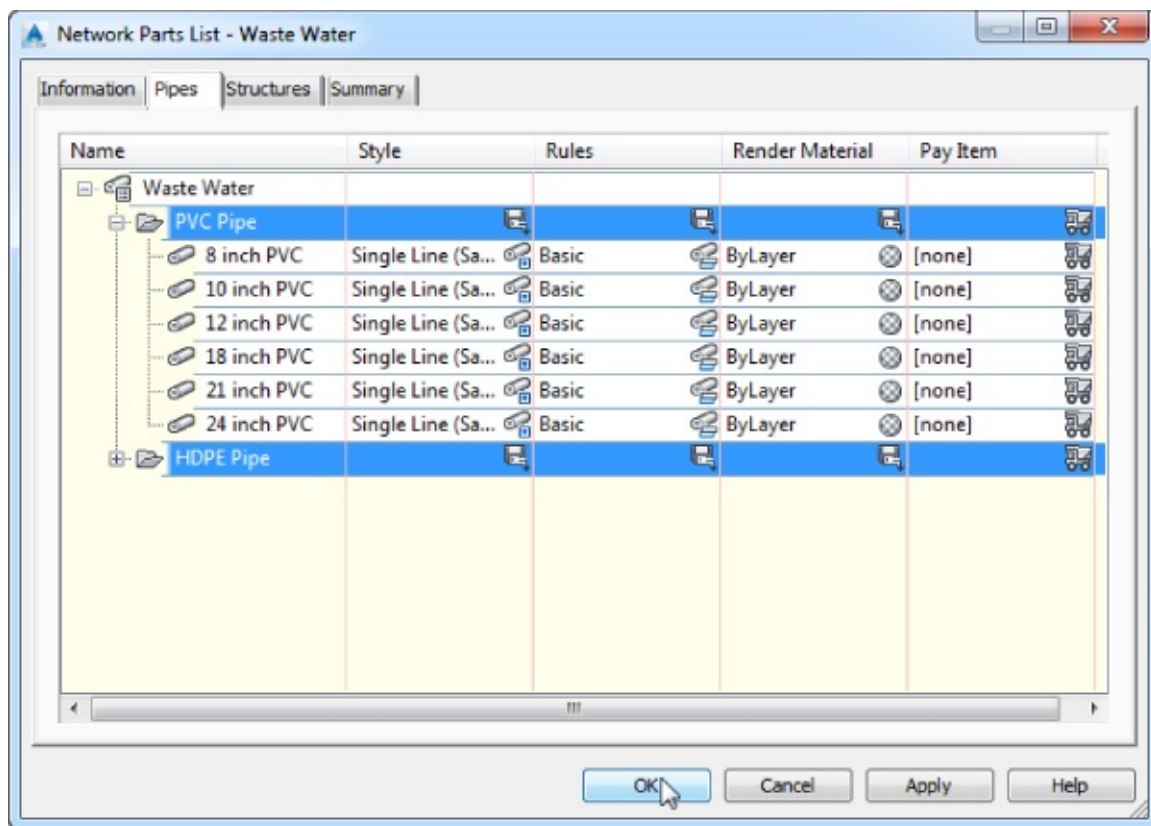 Network Parts List - Waste Water
Information Pipes Structures Summary
Name Style Rules Render Material Pay Item
Waste Water
PVC Pipe
8 inch PVC Single Line (Sa... Basic ByLayer [none]
10 inch PVC Single Line (Sa... Basic ByLayer [none]
12 inch PVC Single Line (Sa... Basic ByLayer [none]
18 inch PVC Single Line (Sa... Basic ByLayer [none]
21 inch PVC Single Line (Sa... Basic ByLayer [none]
24 inch PVC Single Line (Sa... Basic ByLayer [none]
HDPE Pipe
OK Cancel Apply Help